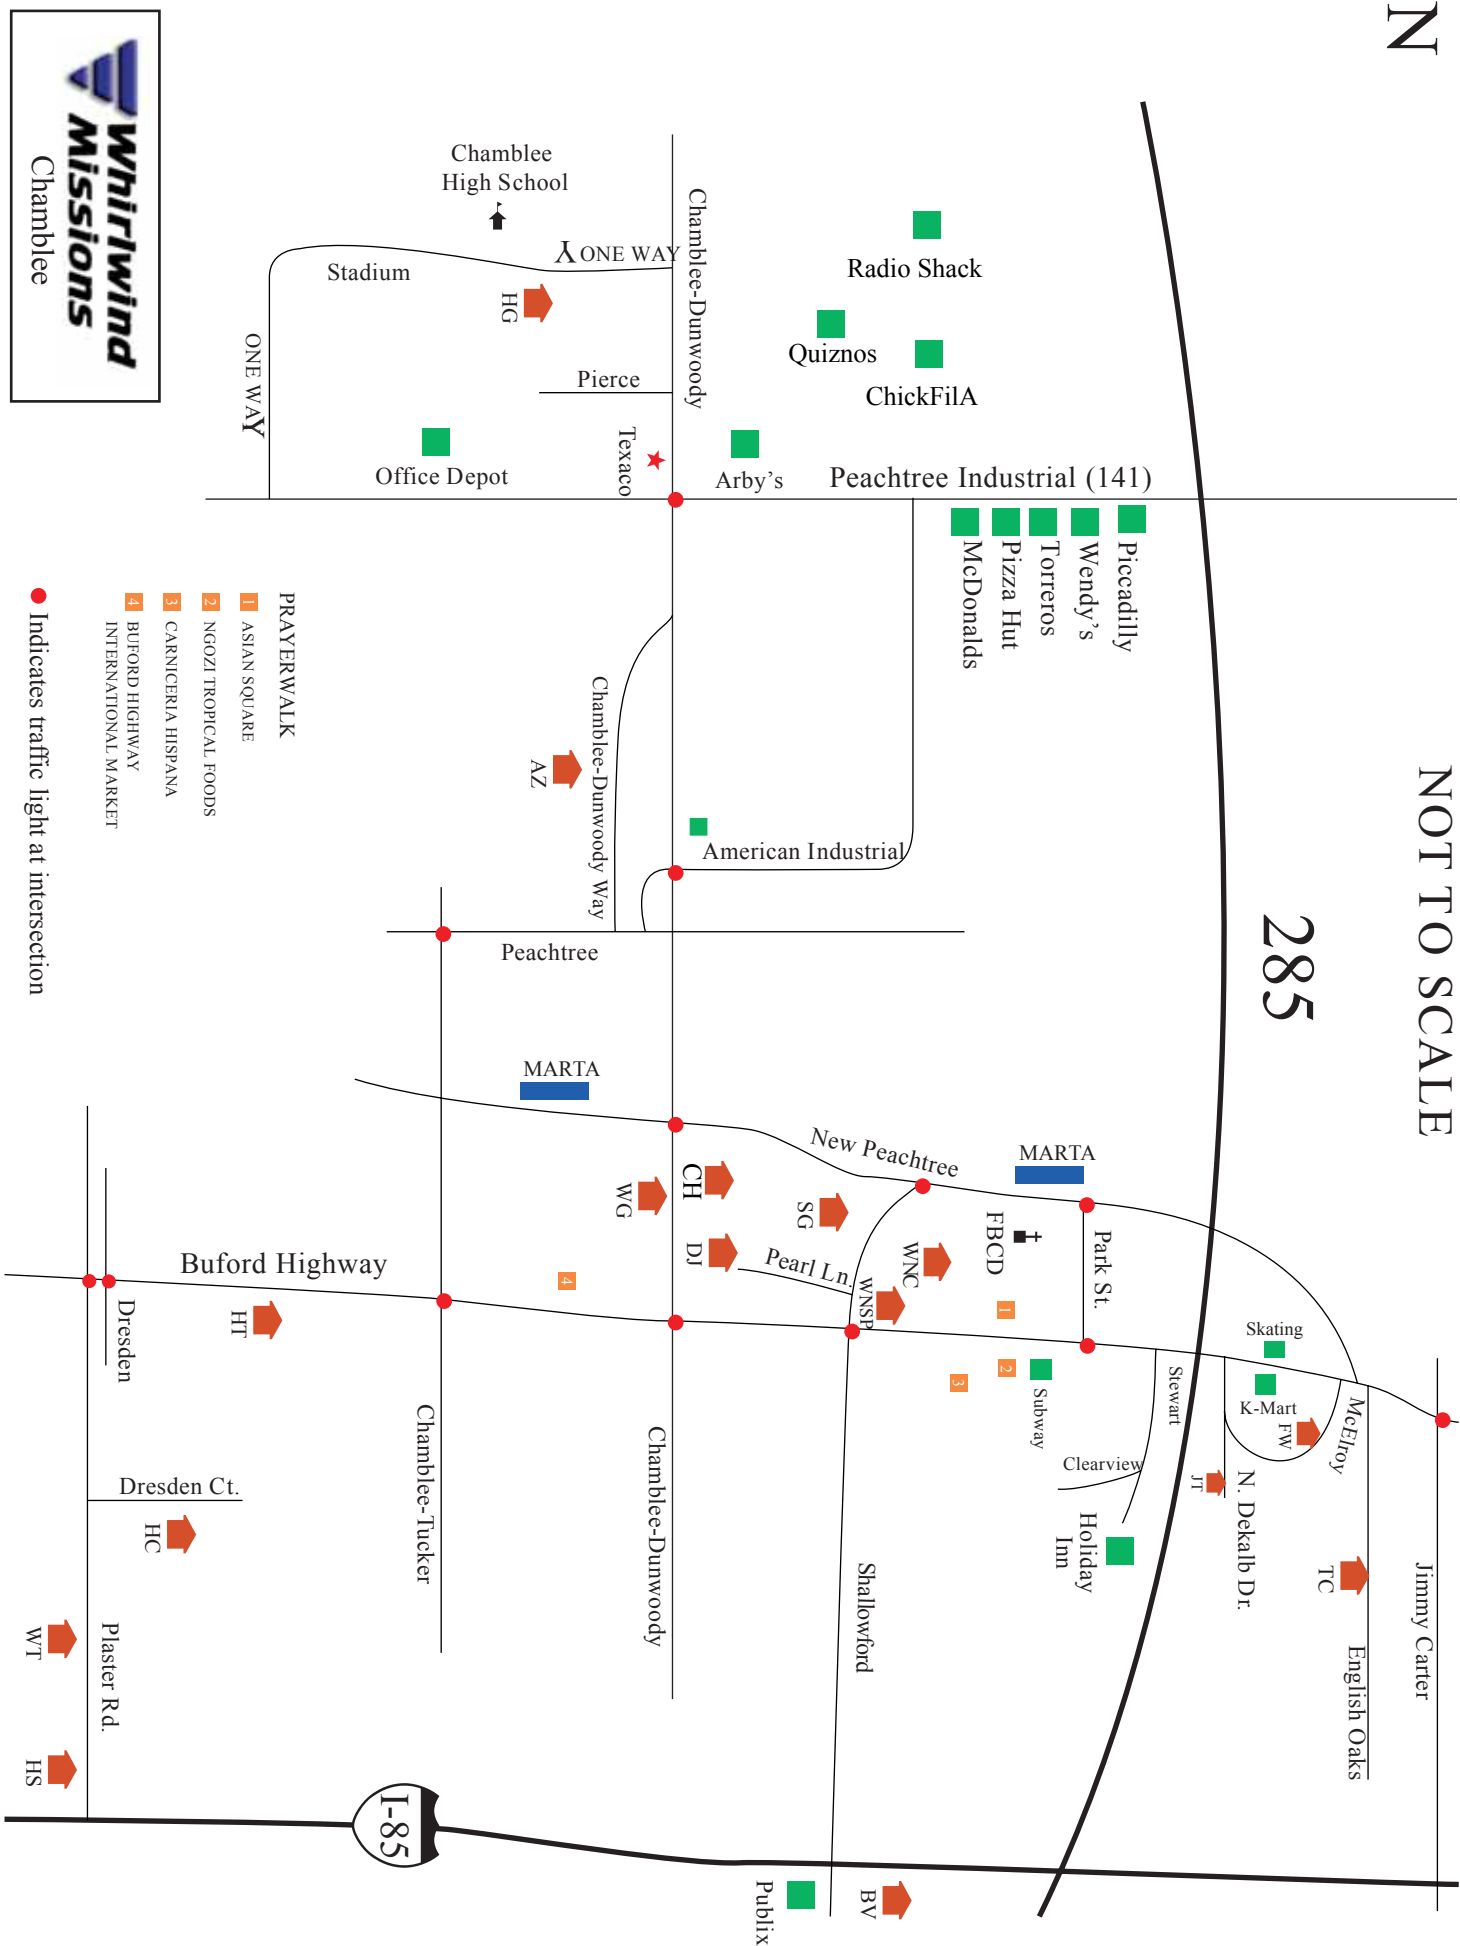 N
NOT TO SCALE
285
Whirlwind
Missions
Chamblee
Chamblee
High School
Stadium
ONE WAY
ONE WAY
HG
Pierce
Chamblee-Dunwoody
Texaco
Office Depot
Radio Shack
Quiznos
ChickFilA
Arby's
Peachtree Industrial (141)
McDonalds
Pizza Hut
Torreros
Wendy's
Piccadilly
PRAYERWALK
1 ASIAN SQUARE
2 NGOZI TROPICAL FOODS
3 CARNICERIA HISPANA
4 BUFORD HIGHWAY
INTERNATIONAL MARKET
Indicates traffic light at intersection
Chamblee-Dunwoody Way
AZ
American Industrial
Peachtree
MARTA
New Peachtree
MARTA
CH
WG
SG
DJ
Pearl Ln.
WNC
WNSP
FBCD
Park St.
1
2
3
4
Buford Highway
HT
Dresden
Dresden Ct.
HC
Chamblee-Tucker
Chamblee-Dunwoody
Shallowford
Subway
Stewart
Clearview
Holiday
Inn
Skating
K-Mart
FW
McElroy
JT
N. Dekalb Dr.
TC
English Oaks
Jimmy Carter
WT
Plaster Rd.
HS
I-85
Publix
BV